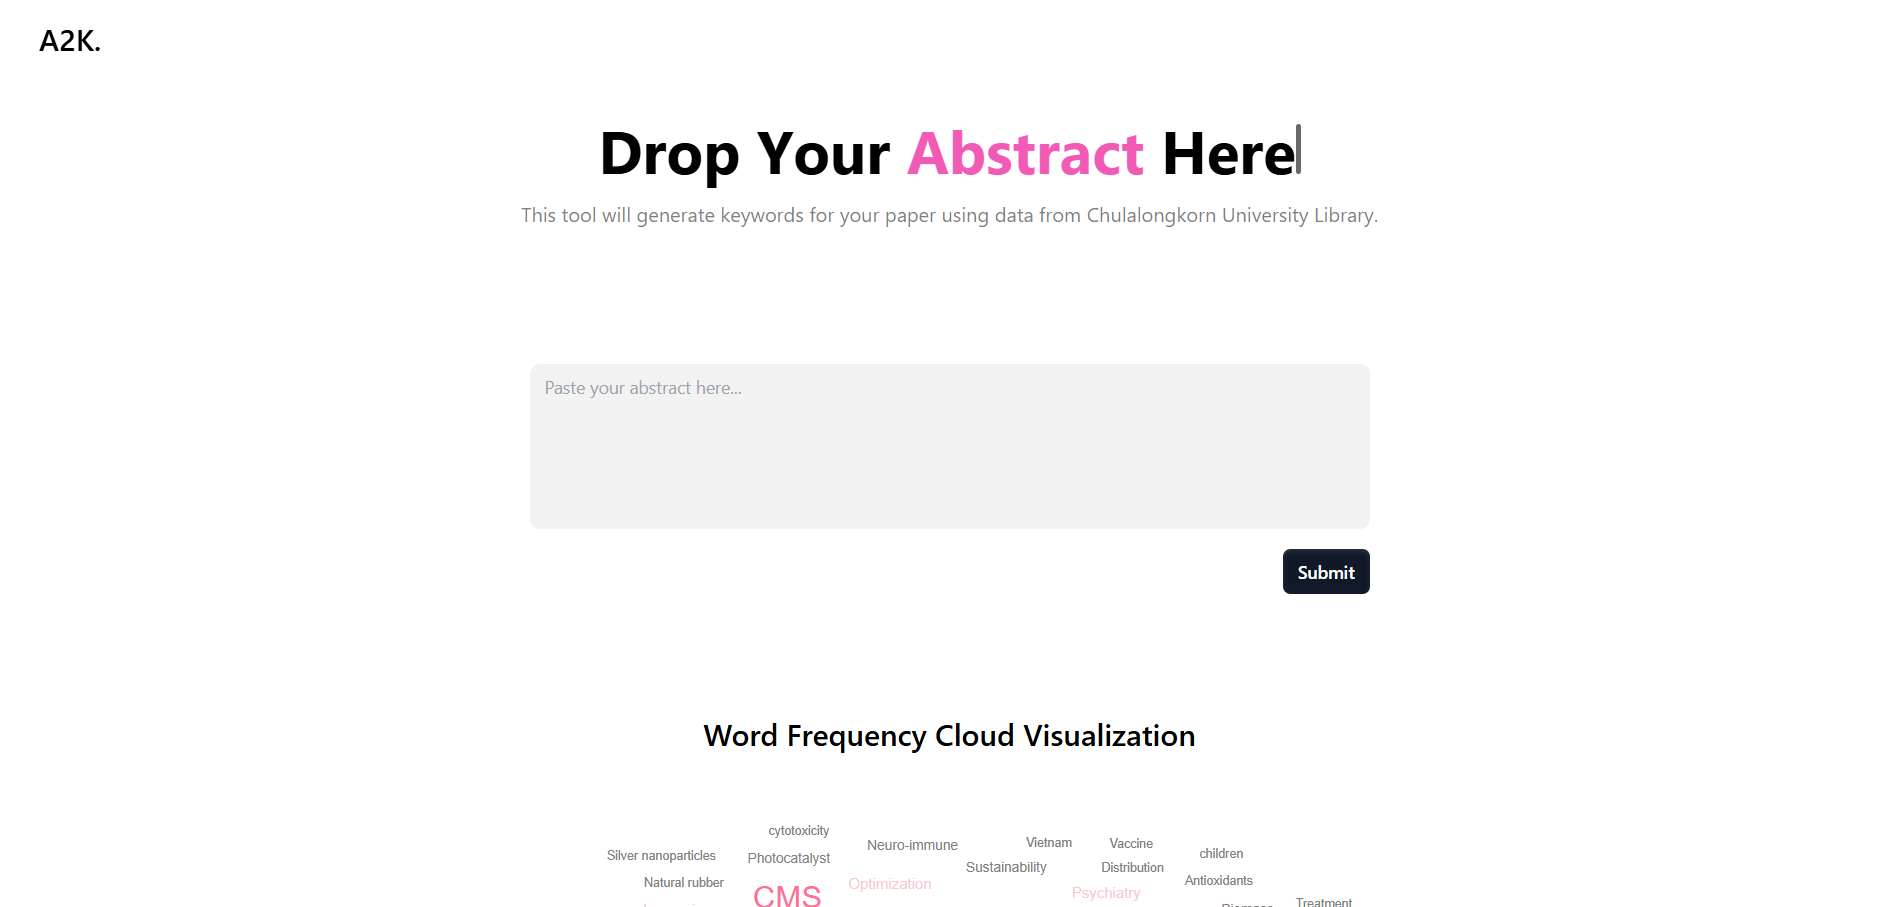 A2K.
Drop Your Abstract Here
This tool will generate keywords for your paper using data from Chulalongkorn University Library.
Paste your abstract here...
Submit
Word Frequency Cloud Visualization
cytotoxicity
Neuro-immune
Vietnam
Vaccine
Silver nanoparticles
Photocatalyst
Sustainability
Distribution
children
Natural rubber
Optimization
Antioxidants
CMS
Psychiatry
Treatment